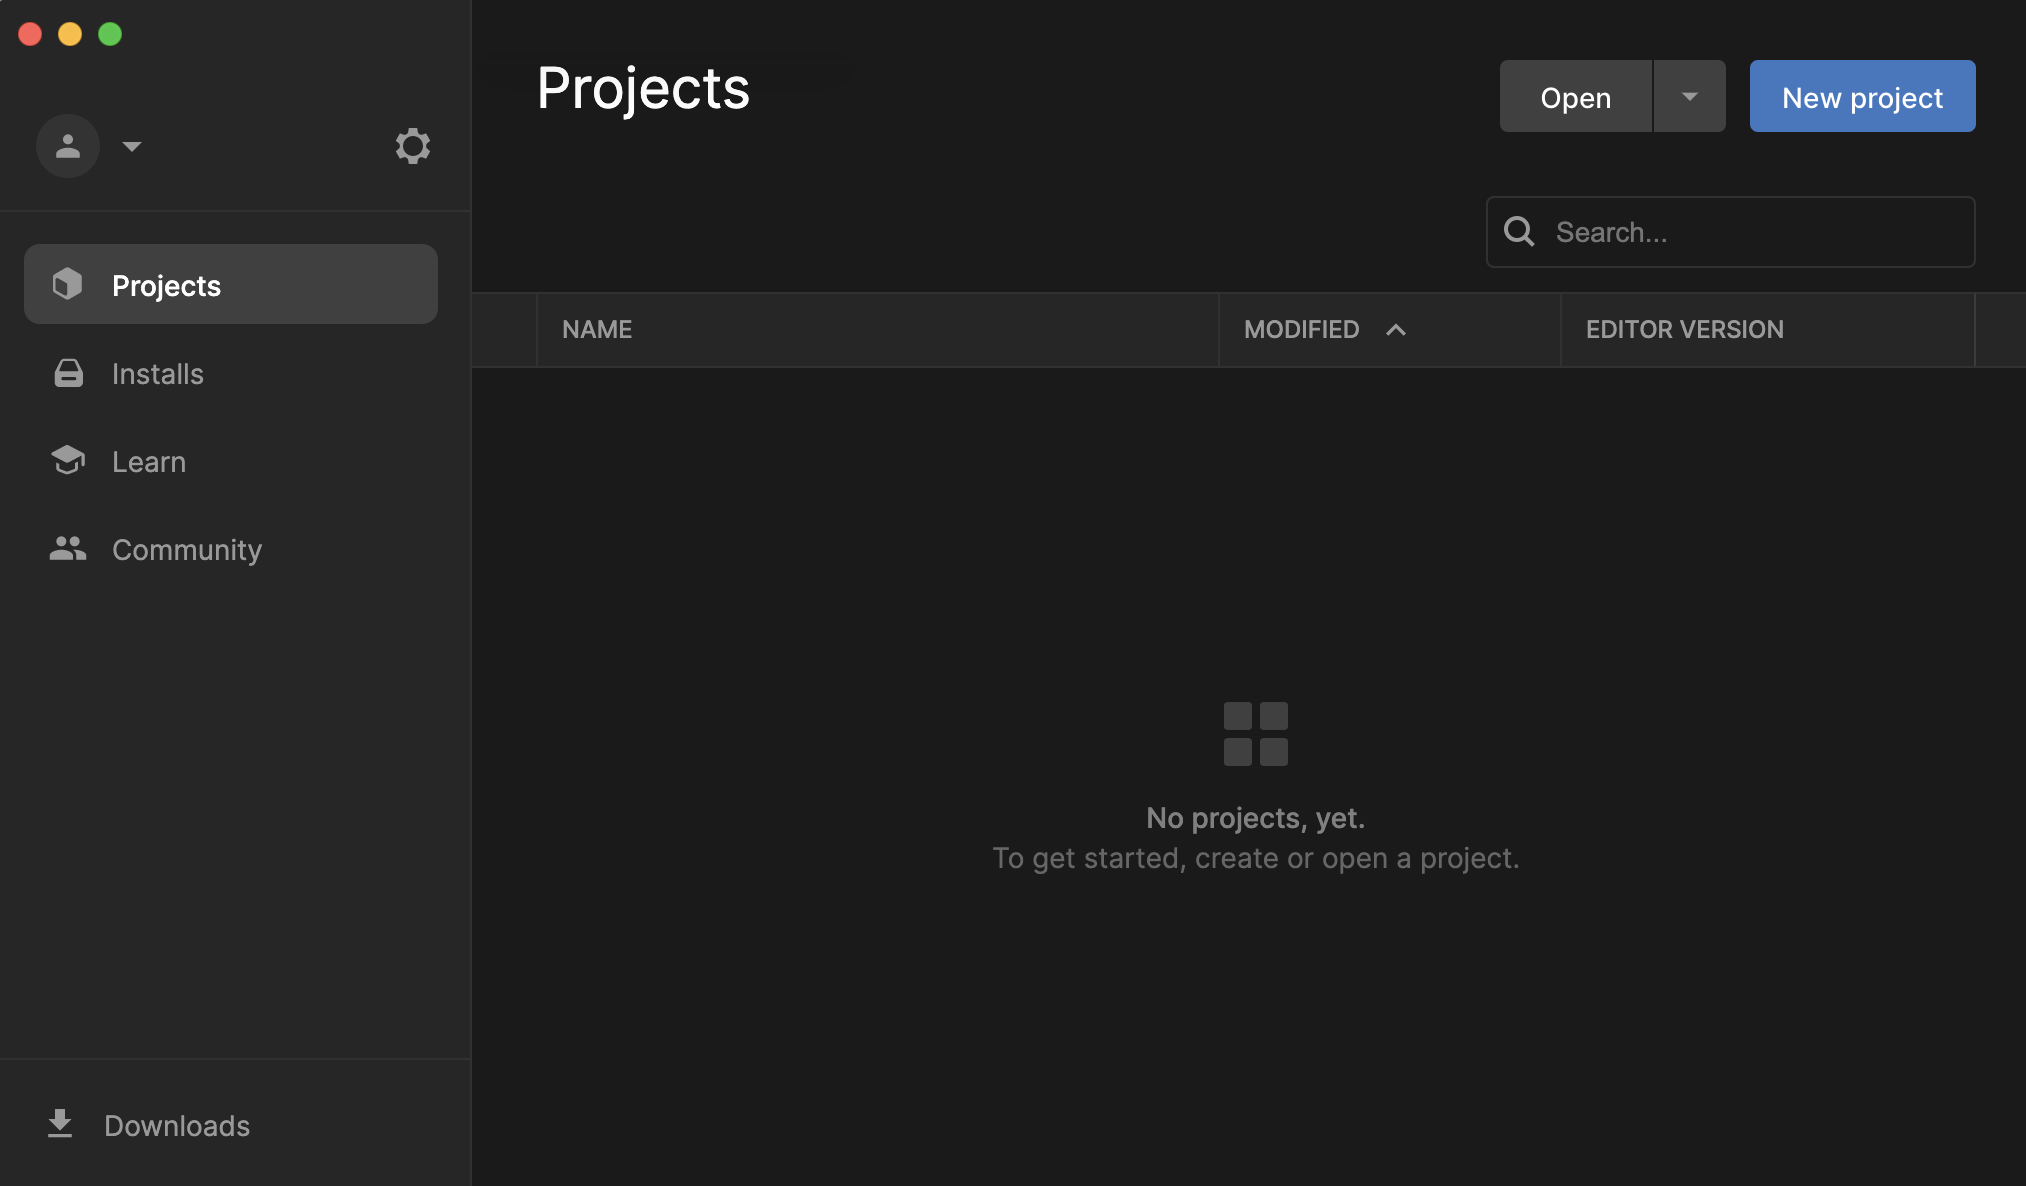 Projects
Open
New project
Search...
Projects
Installs
Learn
Community
NAME
MODIFIED
EDITOR VERSION
No projects, yet.
To get started, create or open a project.
Downloads